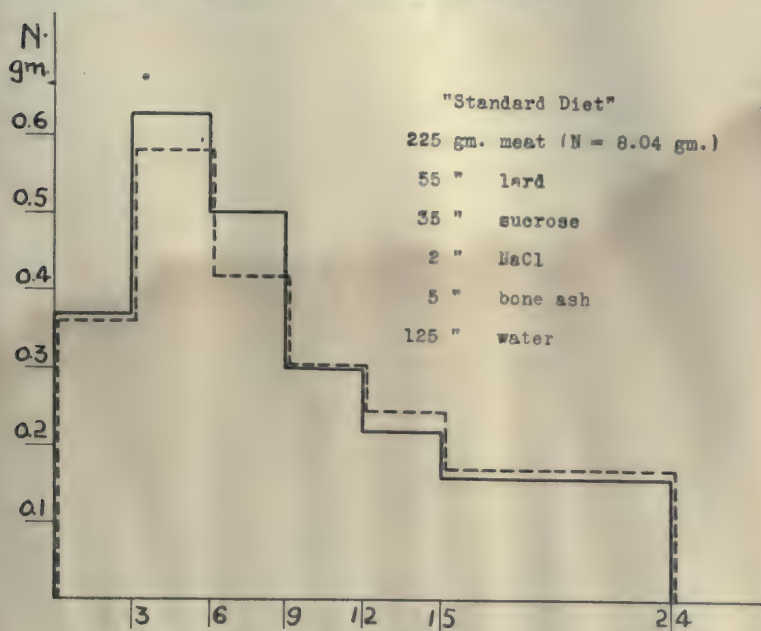 N.
gm.
0.6
0.5
0.4
0.3
0.2
0.1
3 6 9 12 15 24
"Standard Diet"
225 gm. meat (N = 8.04 gm.)
55 " lard
35 " sucrose
2 " NaCl
5 " bone ash
125 " water